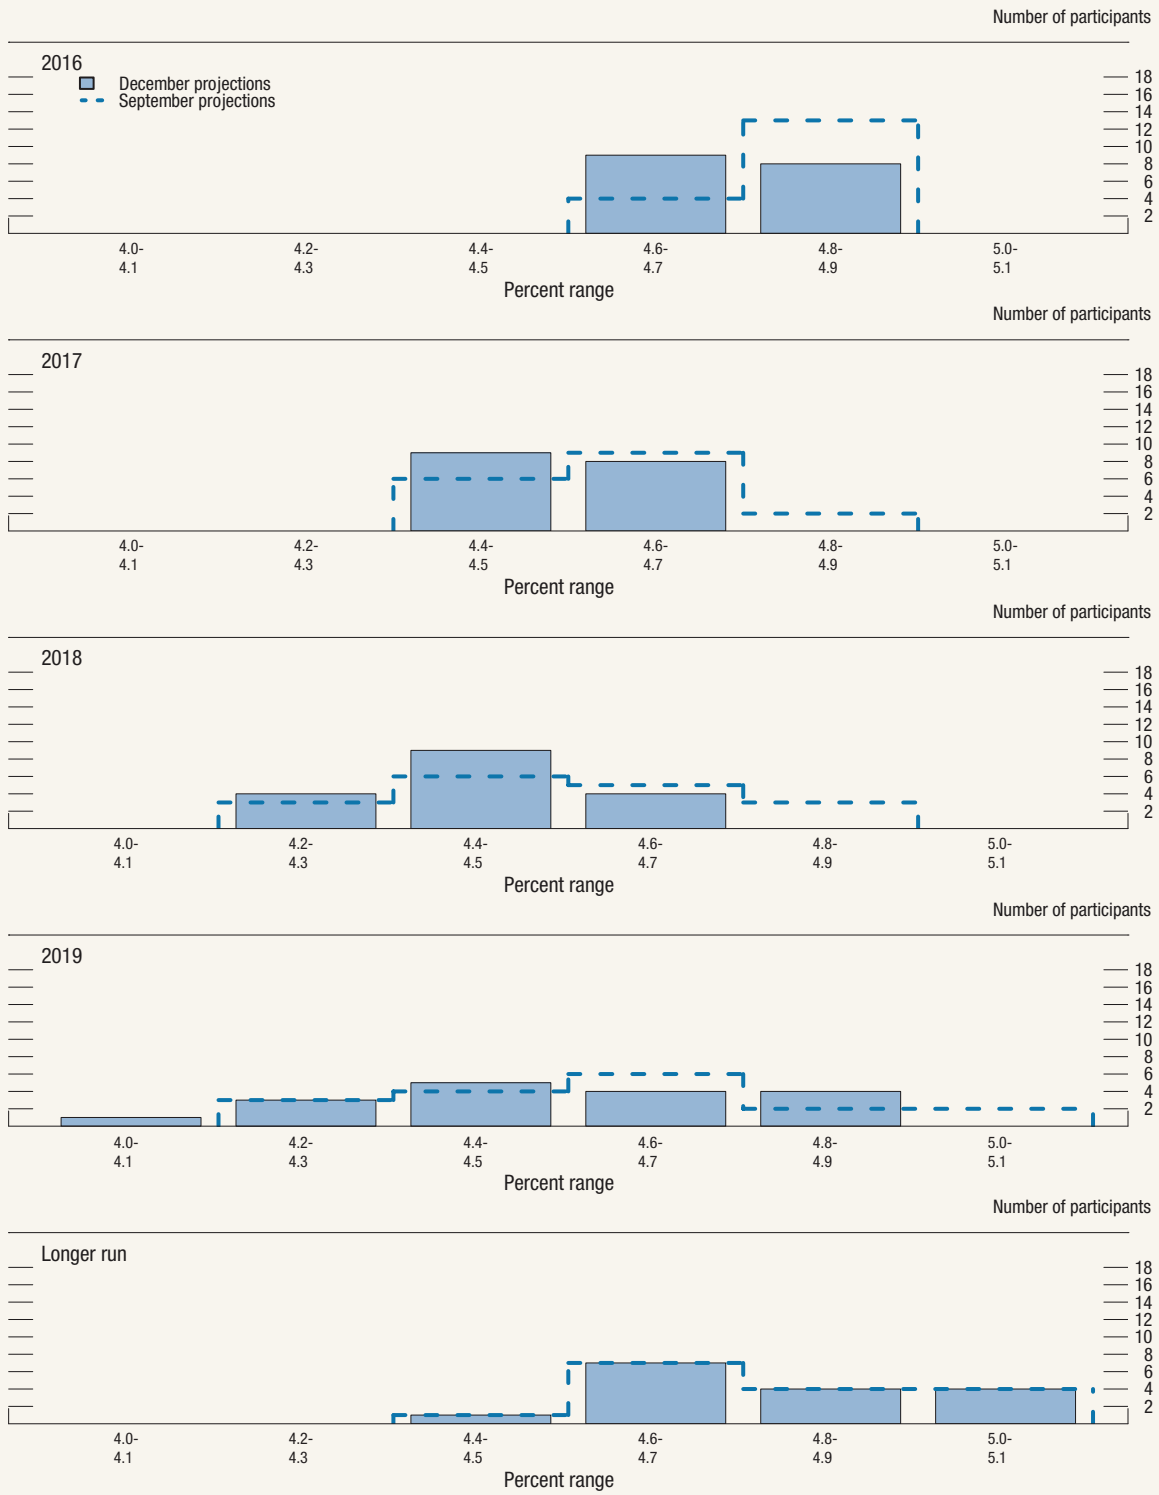 Number of participants
2016
December projections
September projections
18
16
14
12
10
8
6
4
2
4.0- 4.2- 4.4- 4.6- 4.8- 5.0-
4.1 4.3 4.5 4.7 4.9 5.1
Percent range
Number of participants
2017
18
16
14
12
10
8
6
4
2
4.0- 4.2- 4.4- 4.6- 4.8- 5.0-
4.1 4.3 4.5 4.7 4.9 5.1
Percent range
Number of participants
2018
18
16
14
12
10
8
6
4
2
4.0- 4.2- 4.4- 4.6- 4.8- 5.0-
4.1 4.3 4.5 4.7 4.9 5.1
Percent range
Number of participants
2019
18
16
14
12
10
8
6
4
2
4.0- 4.2- 4.4- 4.6- 4.8- 5.0-
4.1 4.3 4.5 4.7 4.9 5.1
Percent range
Number of participants
Longer run
18
16
14
12
10
8
6
4
2
4.0- 4.2- 4.4- 4.6- 4.8- 5.0-
4.1 4.3 4.5 4.7 4.9 5.1
Percent range